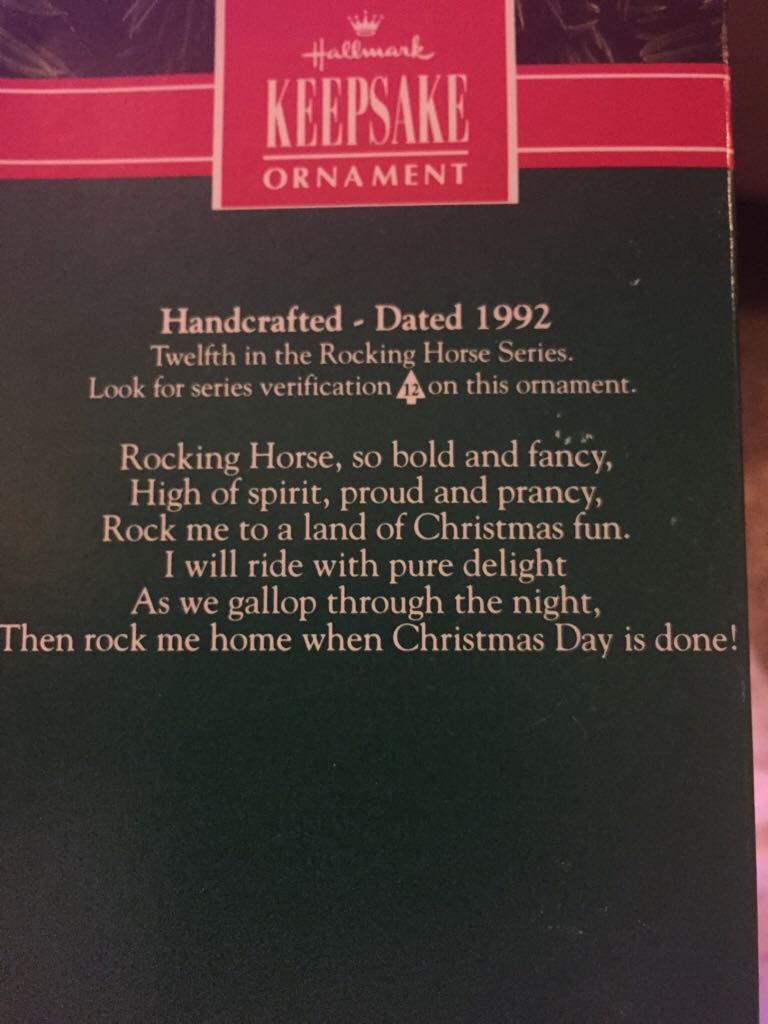 Hallmark
KEEPSAKE
ORNAMENT
Handcrafted - Dated 1992
Twelfth in the Rocking Horse Series.
Look for series verification 12 on this ornament.
Rocking Horse, so bold and fancy,
High of spirit, proud and prancy,
Rock me to a land of Christmas fun.
I will ride with pure delight
As we gallop through the night,
Then rock me home when Christmas Day is done!